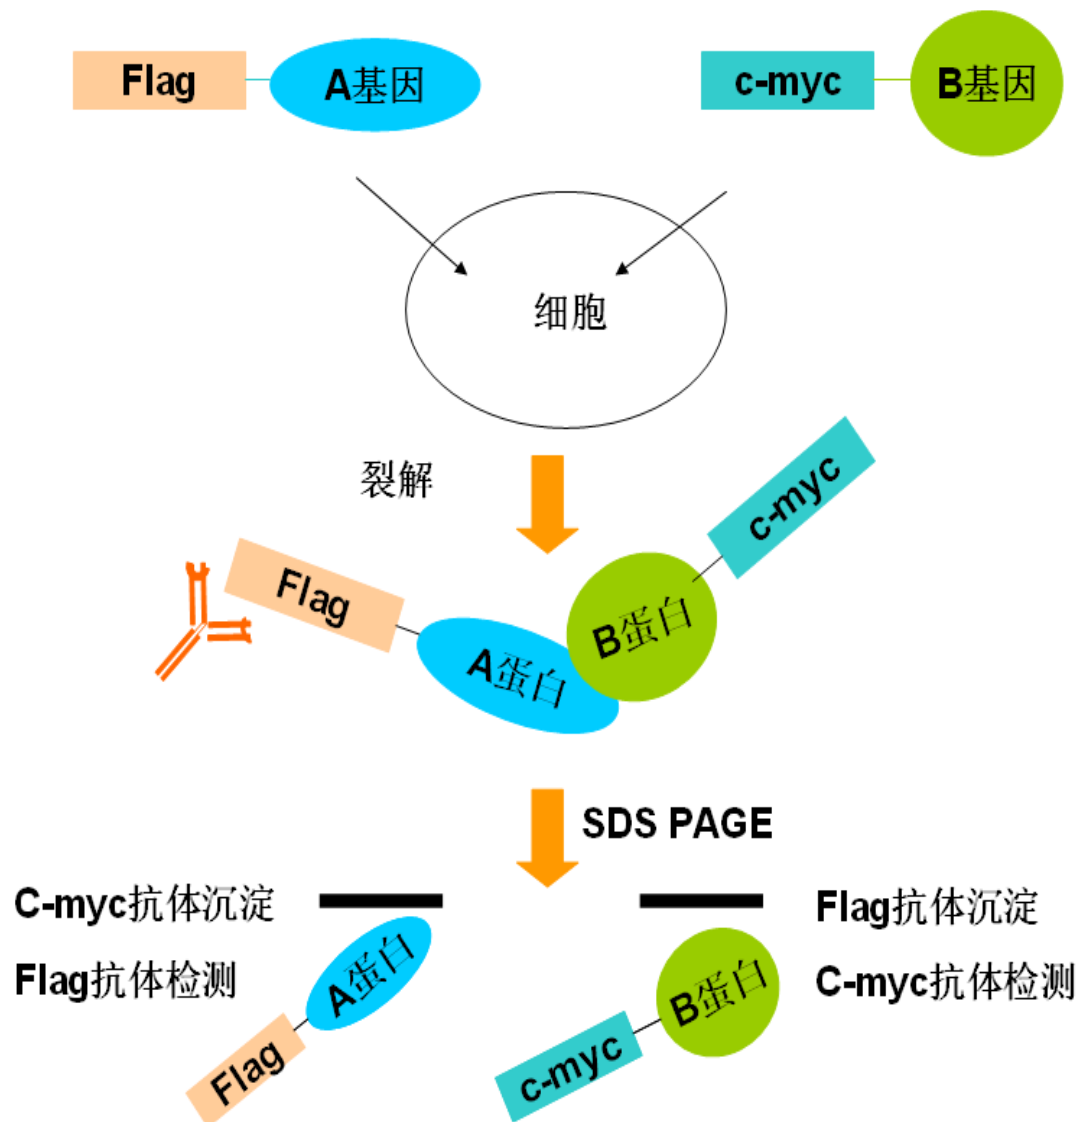 Flag
A基因
c-myc
B基因
细胞
裂解
c-myc
Flag
B蛋白
A蛋白
SDS PAGE
C-myc抗体沉淀
Flag抗体检测
A蛋白
Flag
B蛋白
c-myc
Flag抗体沉淀
C-myc抗体检测